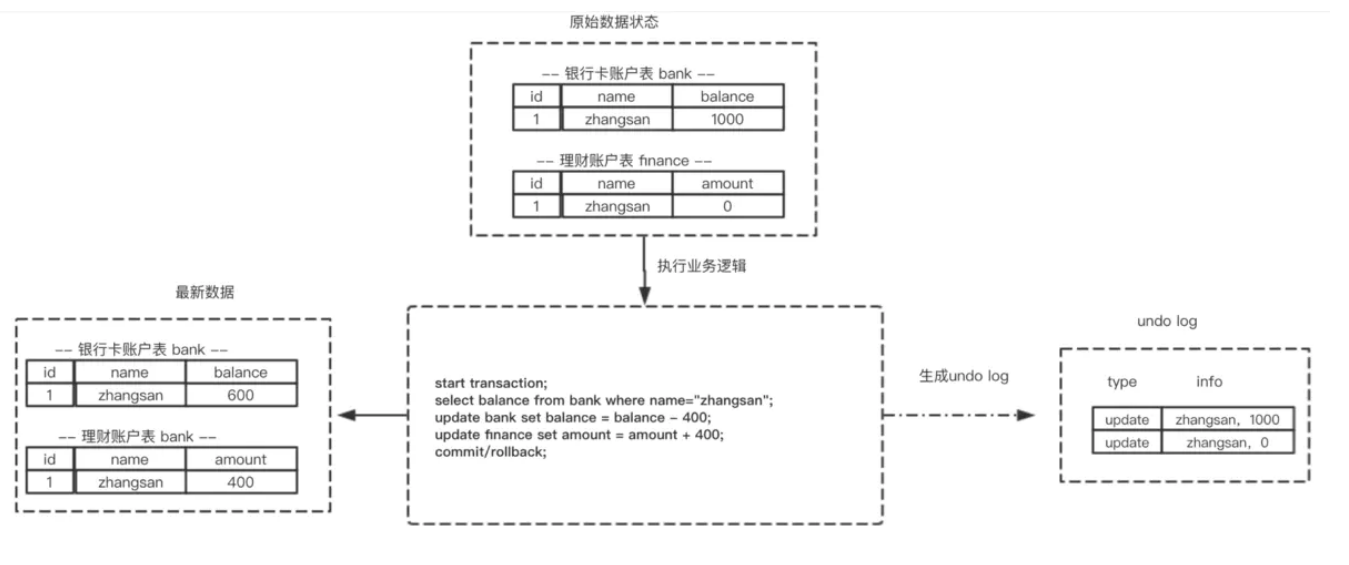 原始数据状态
-- 银行卡账户表 bank --
id name balance
1 zhangsan 1000
-- 理财账户表 finance --
id name amount
1 zhangsan 0
执行业务逻辑
最新数据
-- 银行卡账户表 bank --
id name balance
1 zhangsan 600
-- 理财账户表 bank --
id name amount
1 zhangsan 400
start transaction;
select balance from bank where name="zhangsan";
update bank set balance = balance - 400;
update finance set amount = amount + 400;
commit/rollback;
生成undo log
undo log
type info
update zhangsan, 1000
update zhangsan, 0